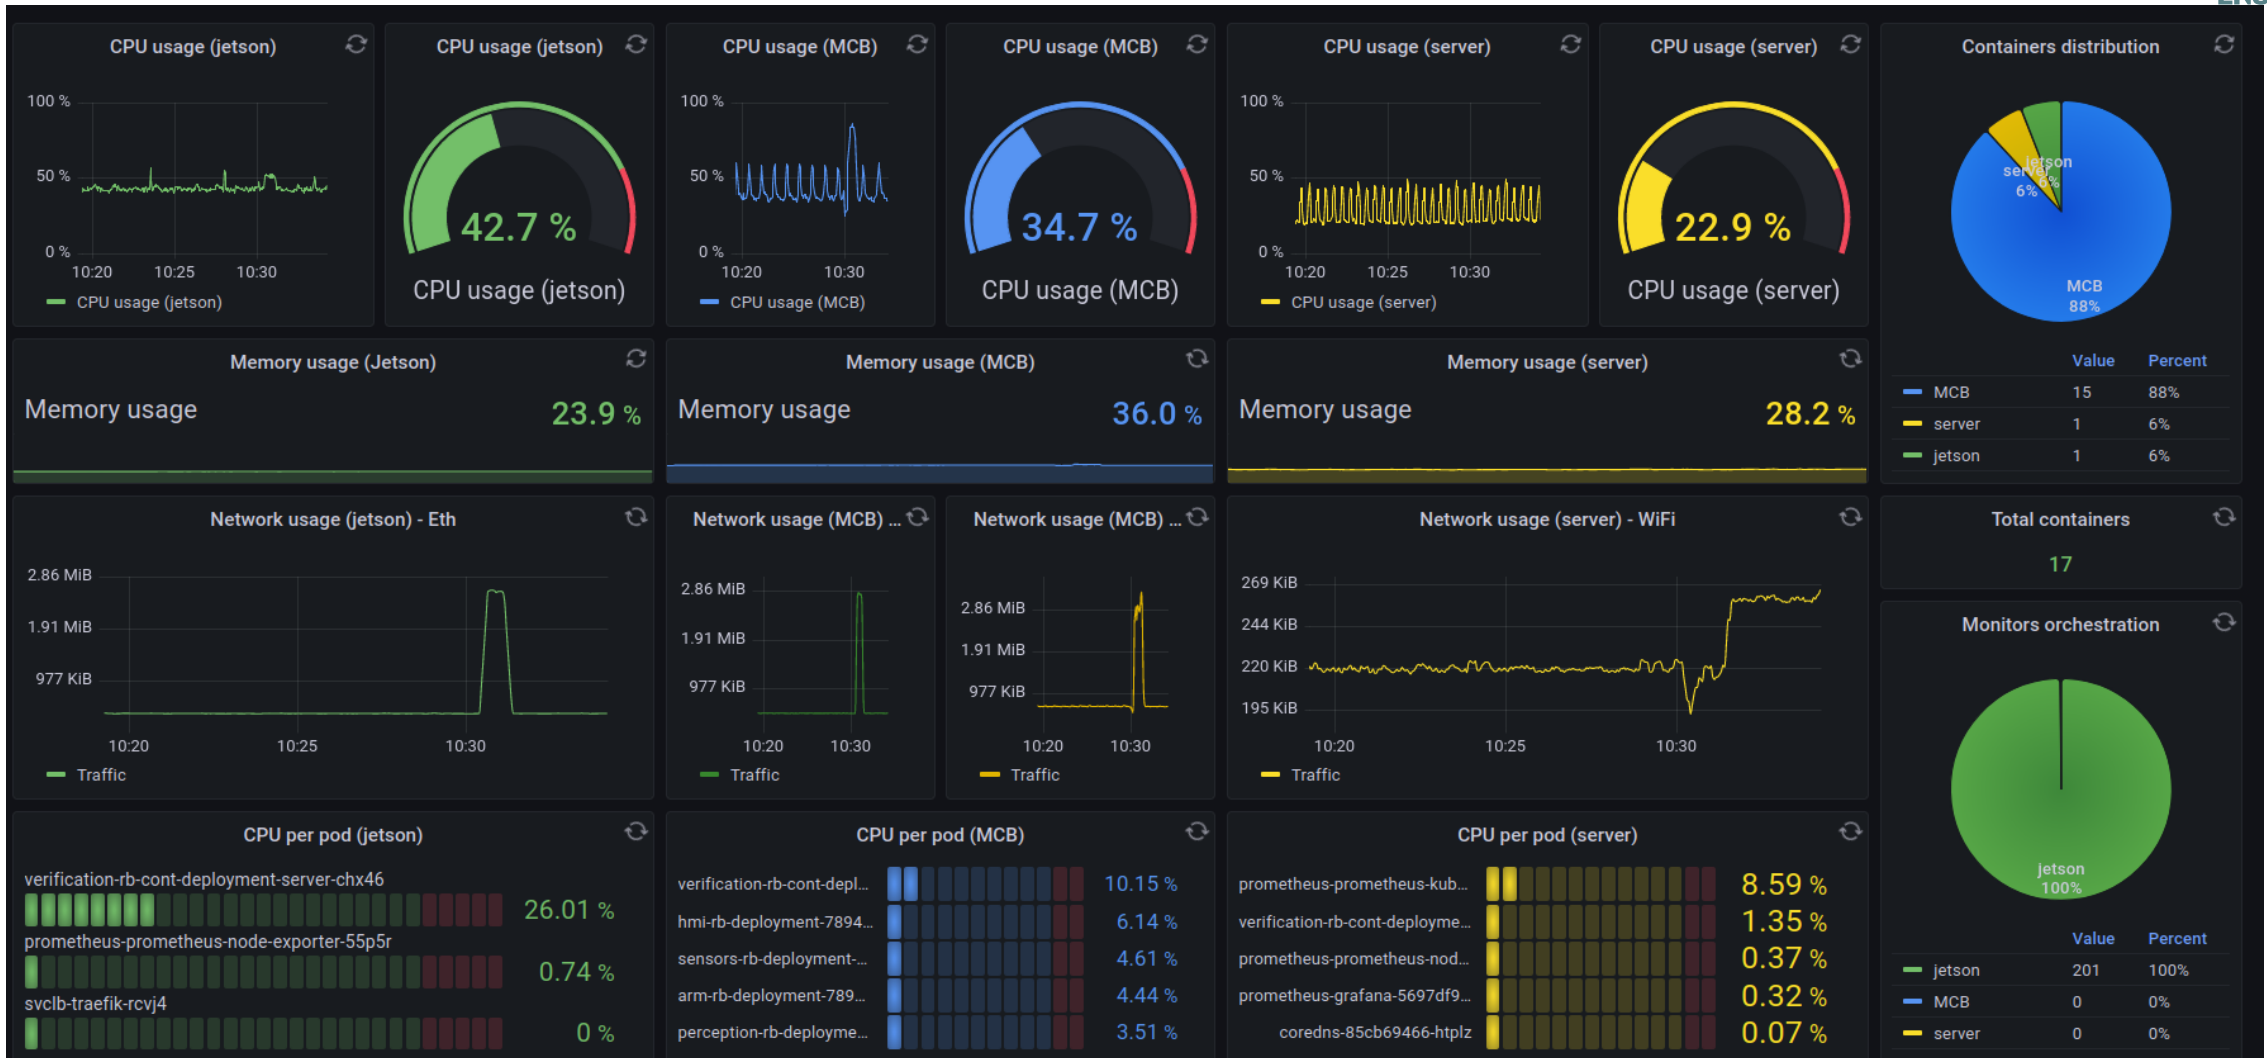 CPU usage (jetson)
100 %
50 %
0 %
10:20 10:25 10:30
CPU usage (jetson)
CPU usage (jetson)
42.7 %
CPU usage (jetson)
CPU usage (MCB)
100 %
50 %
0 %
10:20 10:30
CPU usage (MCB)
CPU usage (MCB)
34.7 %
CPU usage (MCB)
CPU usage (server)
100 %
50 %
0 %
10:20 10:25 10:30
CPU usage (server)
CPU usage (server)
22.9 %
CPU usage (server)
Containers distribution
jetson
6%
server
6%
MCB
88%
Value Percent
MCB 15 88%
server 1 6%
jetson 1 6%
Memory usage (Jetson)
Memory usage 23.9 %
Memory usage (MCB)
Memory usage 36.0 %
Memory usage (server)
Memory usage 28.2 %
Network usage (jetson) - Eth
2.86 MiB
1.91 MiB
977 KiB
10:20 10:25 10:30
Traffic
Network usage (MCB) ...
2.86 MiB
1.91 MiB
977 KiB
10:20 10:30
Traffic
Network usage (MCB) ...
2.86 MiB
1.91 MiB
977 KiB
10:20 10:30
Traffic
Network usage (server) - WiFi
269 KiB
244 KiB
220 KiB
195 KiB
10:20 10:25 10:30
Traffic
Total containers
17
Monitors orchestration
jetson
100%
Value Percent
jetson 201 100%
MCB 0 0%
server 0 0%
CPU per pod (jetson)
verification-rb-cont-deployment-server-chx46
26.01 %
prometheus-prometheus-node-exporter-55p5r
0.74 %
svclb-traefik-rcvj4
0 %
CPU per pod (MCB)
verification-rb-cont-depl... 10.15 %
hmi-rb-deployment-7894... 6.14 %
sensors-rb-deployment-... 4.61 %
arm-rb-deployment-789... 4.44 %
perception-rb-deployme... 3.51 %
CPU per pod (server)
prometheus-prometheus-kub... 8.59 %
verification-rb-cont-deployme... 1.35 %
prometheus-prometheus-nod... 0.37 %
prometheus-grafana-5697df9... 0.32 %
coredns-85cb69466-htplz 0.07 %